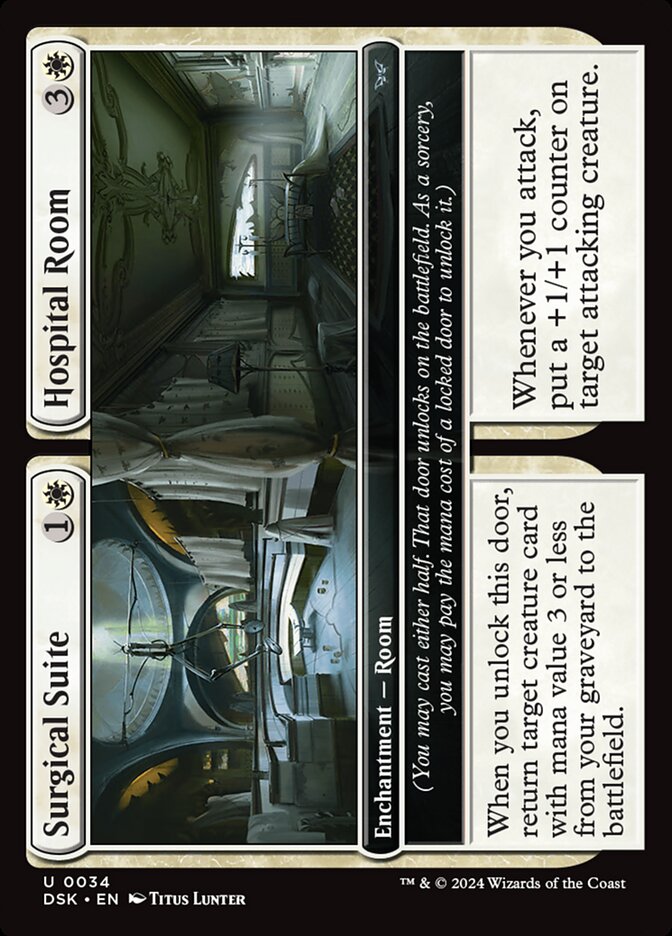 Surgical Suite 1
When you unlock this door,
return target creature card
with mana value 3 or less
from your graveyard to the
battlefield.
Hospital Room 3
Whenever you attack,
put a +1/+1 counter on
target attacking creature.
Enchantment — Room
(You may cast either half. That door unlocks on the battlefield. As a sorcery,
you may pay the mana cost of a locked door to unlock it.)
U 0034
DSK • EN Titus Lunter
™ & © 2024 Wizards of the Coast